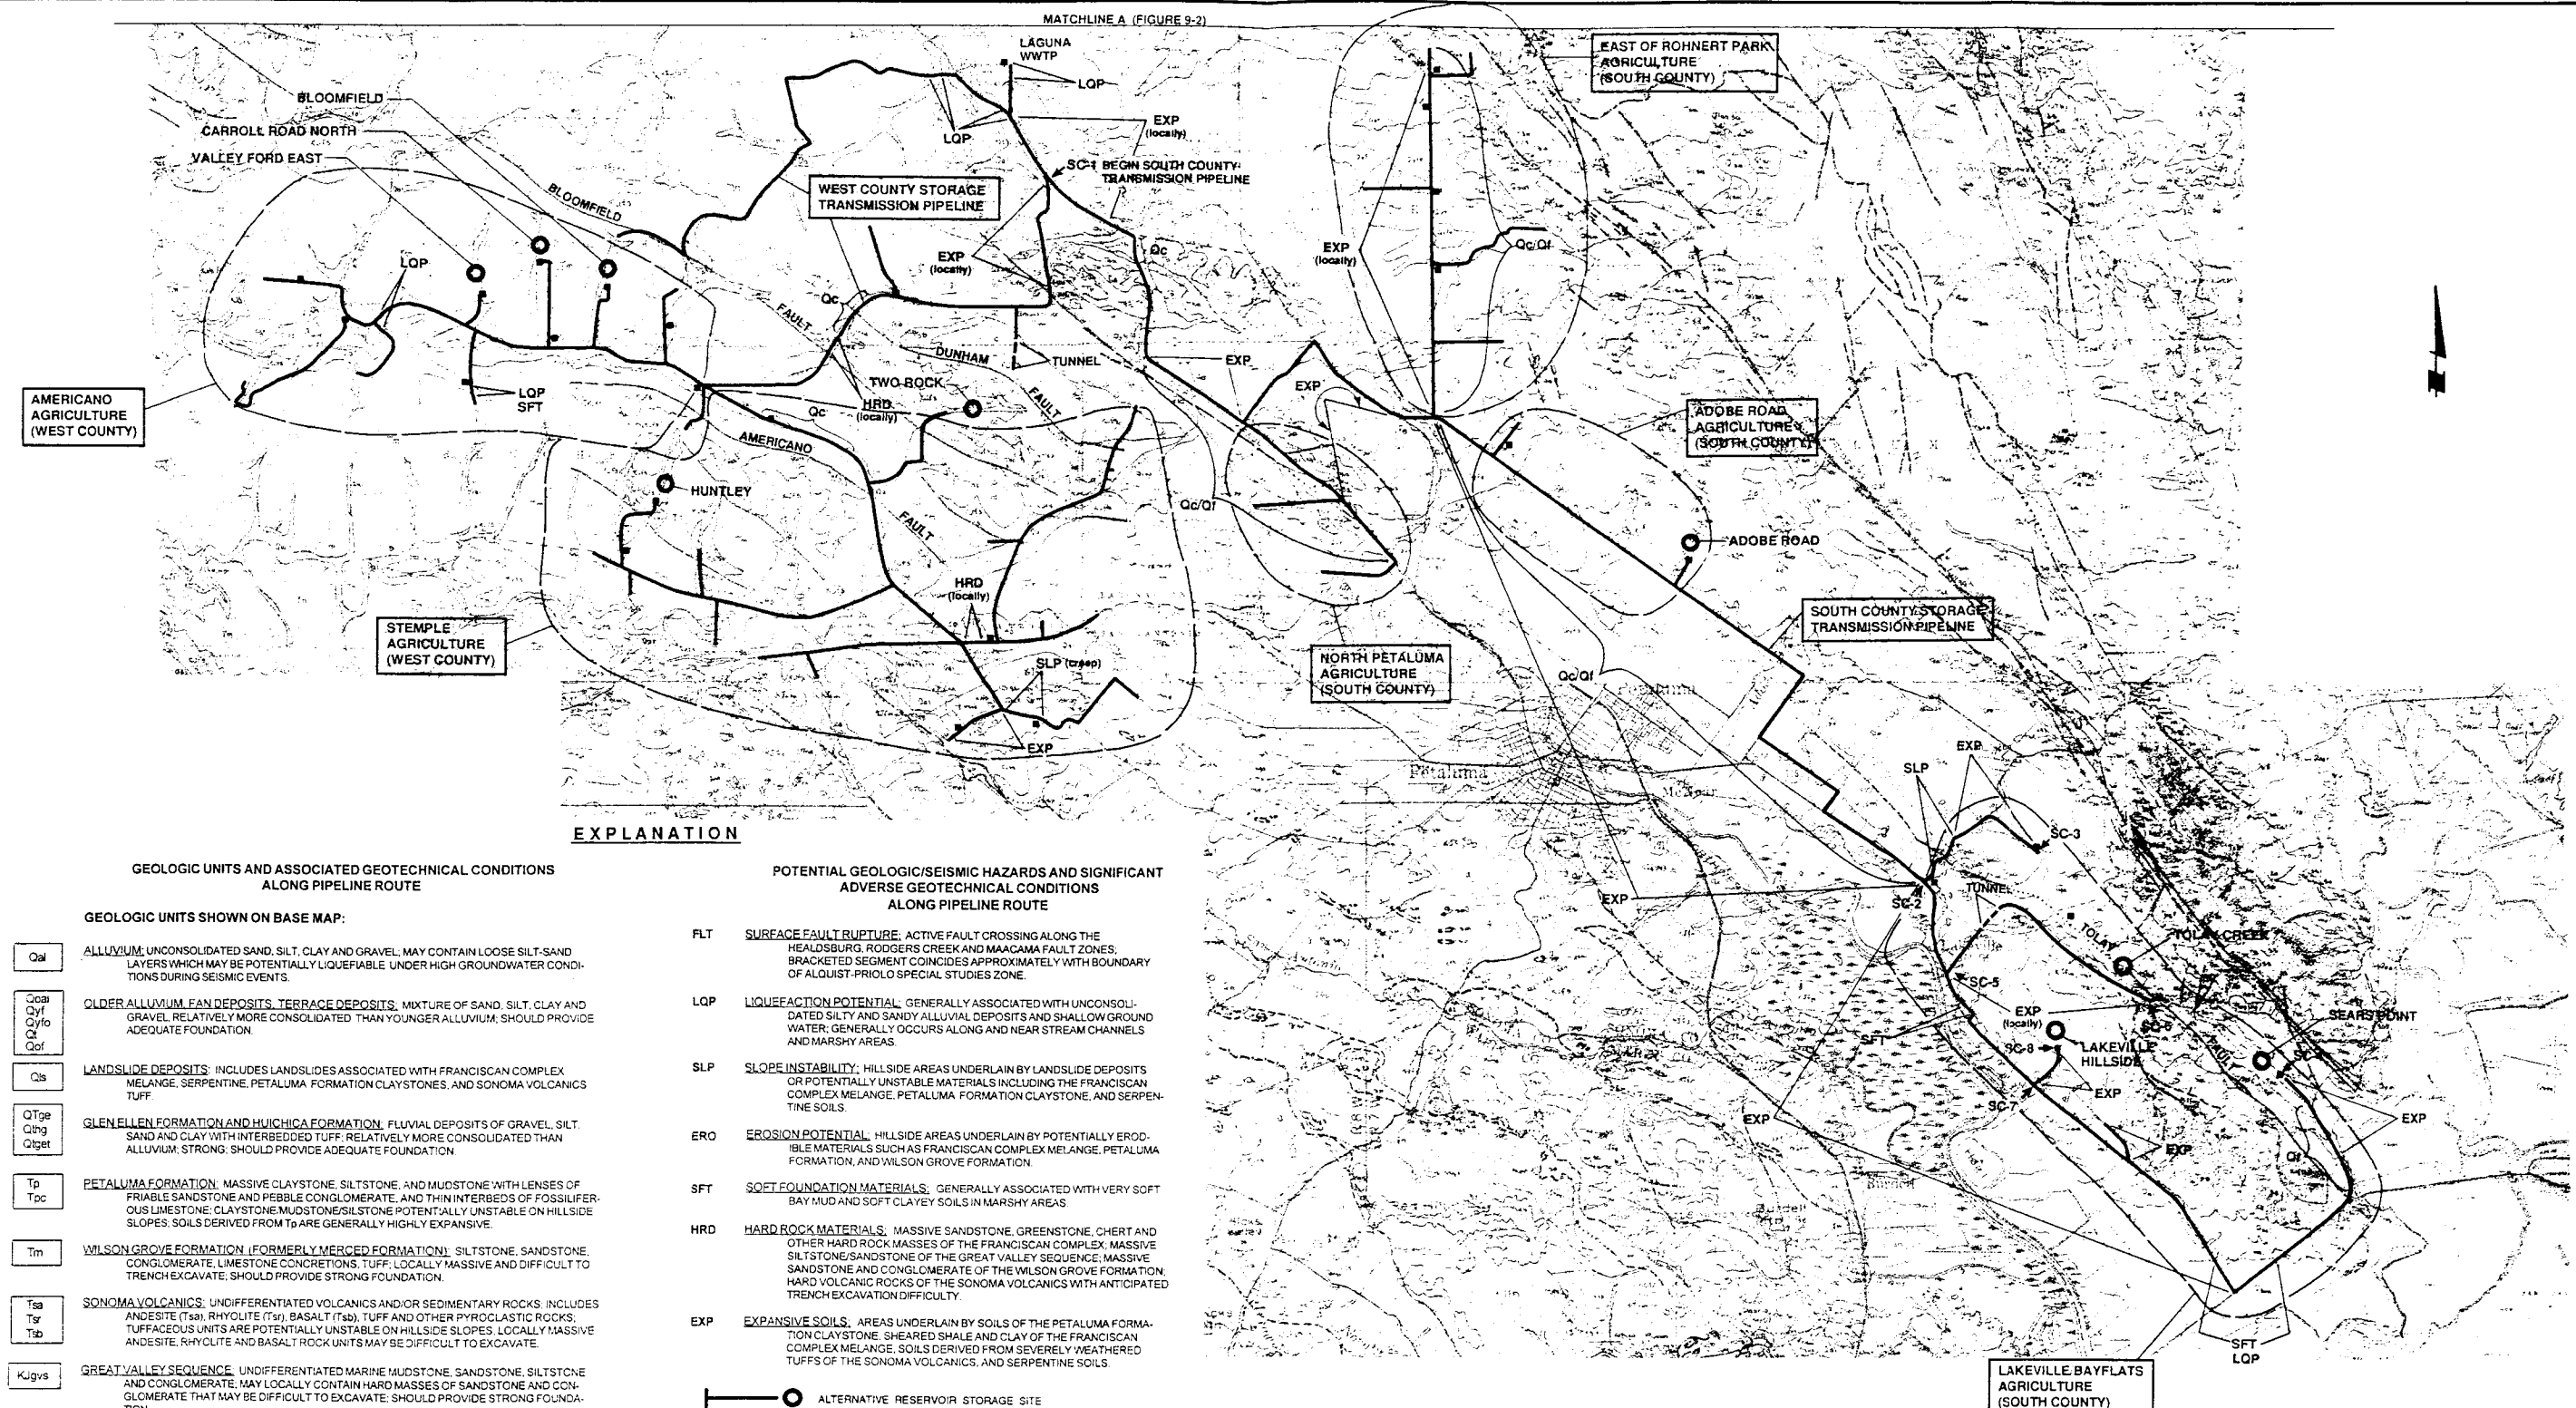 MATCHLINE A (FIGURE 9-2)
LAGUNA
WWTP
LQP
EAST OF ROHNERT PARK
AGRICULTURE
(SOUTH COUNTY)
BLOOMFIELD
CARROLL ROAD NORTH
VALLEY FORD EAST
LQP
EXP
(locally)
SC-1 BEGIN SOUTH COUNTY
TRANSMISSION PIPELINE
WEST COUNTY STORAGE
TRANSMISSION PIPELINE
BLOOMFIELD
FAULT
LQP
EXP
(locally)
Qc
EXP
(locally)
Qc/Qf
Qc
DUNHAM
FAULT
TUNNEL
EXP
EXP
TWO ROCK
HRD
(locally)
Qc
LQP
SFT
AMERICANO
AGRICULTURE
(WEST COUNTY)
ADOBE ROAD
AGRICULTURE
(SOUTH COUNTY)
AMERICANO
FAULT
HUNTLEY
Qc/Qf
ADOBE ROAD
HRD
(locally)
STEMPLE
AGRICULTURE
(WEST COUNTY)
SLP (creep)
EXP
NORTH PETALUMA
AGRICULTURE
(SOUTH COUNTY)
SOUTH COUNTY STORAGE
TRANSMISSION PIPELINE
Qc/Qf
Petaluma
Petaluma
EXP
SLP
SC-3
TUNNEL
EXP
SC-2
TOLAY
FAULT
TOLAY CREEK
SC-5
EXP
(locally)
SC-6
SEARS POINT
SFT
SC-8
LAKEVILLE
HILLSIDE
SC-4
EXP
SC-7
EXP
EXP
EXP
Qf
SFT
LQP
LAKEVILLE BAYFLATS
AGRICULTURE
(SOUTH COUNTY)
EXPLANATION
GEOLOGIC UNITS AND ASSOCIATED GEOTECHNICAL CONDITIONS
ALONG PIPELINE ROUTE
GEOLOGIC UNITS SHOWN ON BASE MAP:
Qal
ALLUVIUM: UNCONSOLIDATED SAND, SILT, CLAY AND GRAVEL; MAY CONTAIN LOOSE SILT-SAND
LAYERS WHICH MAY BE POTENTIALLY LIQUEFIABLE UNDER HIGH GROUNDWATER CONDI-
TIONS DURING SEISMIC EVENTS.
Qoal
Qyf
Qyfo
Qf
Qof
OLDER ALLUVIUM, FAN DEPOSITS, TERRACE DEPOSITS: MIXTURE OF SAND, SILT, CLAY AND
GRAVEL, RELATIVELY MORE CONSOLIDATED THAN YOUNGER ALLUVIUM; SHOULD PROVIDE
ADEQUATE FOUNDATION.
Qls
LANDSLIDE DEPOSITS: INCLUDES LANDSLIDES ASSOCIATED WITH FRANCISCAN COMPLEX
MELANGE, SERPENTINE, PETALUMA FORMATION CLAYSTONES, AND SONOMA VOLCANICS
TUFF.
QTge
Qthg
Qtget
GLEN ELLEN FORMATION AND HUICHICA FORMATION: FLUVIAL DEPOSITS OF GRAVEL, SILT,
SAND AND CLAY WITH INTERBEDDED TUFF; RELATIVELY MORE CONSOLIDATED THAN
ALLUVIUM; STRONG; SHOULD PROVIDE ADEQUATE FOUNDATION.
Tp
Tpc
PETALUMA FORMATION: MASSIVE CLAYSTONE, SILTSTONE, AND MUDSTONE WITH LENSES OF
FRIABLE SANDSTONE AND PEBBLE CONGLOMERATE, AND THIN INTERBEDS OF FOSSILIFER-
OUS LIMESTONE; CLAYSTONE/MUDSTONE/SILSTONE POTENTIALLY UNSTABLE ON HILLSIDE
SLOPES; SOILS DERIVED FROM Tp ARE GENERALLY HIGHLY EXPANSIVE.
Tm
WILSON GROVE FORMATION (FORMERLY MERCED FORMATION): SILTSTONE, SANDSTONE,
CONGLOMERATE, LIMESTONE CONCRETIONS, TUFF; LOCALLY MASSIVE AND DIFFICULT TO
TRENCH EXCAVATE; SHOULD PROVIDE STRONG FOUNDATION.
Tsa
Tsr
Tsb
SONOMA VOLCANICS: UNDIFFERENTIATED VOLCANICS AND/OR SEDIMENTARY ROCKS; INCLUDES
ANDESITE (Tsa), RHYOLITE (Tsr), BASALT (Tsb), TUFF AND OTHER PYROCLASTIC ROCKS;
TUFFACEOUS UNITS ARE POTENTIALLY UNSTABLE ON HILLSIDE SLOPES, LOCALLY MASSIVE
ANDESITE, RHYOLITE AND BASALT ROCK UNITS MAY BE DIFFICULT TO EXCAVATE.
KJgvs
GREAT VALLEY SEQUENCE: UNDIFFERENTIATED MARINE MUDSTONE, SANDSTONE, SILTSTONE
AND CONGLOMERATE; MAY LOCALLY CONTAIN HARD MASSES OF SANDSTONE AND CON-
GLOMERATE THAT MAY BE DIFFICULT TO EXCAVATE; SHOULD PROVIDE STRONG FOUNDA-
TION.
POTENTIAL GEOLOGIC/SEISMIC HAZARDS AND SIGNIFICANT
ADVERSE GEOTECHNICAL CONDITIONS
ALONG PIPELINE ROUTE
FLT SURFACE FAULT RUPTURE: ACTIVE FAULT CROSSING ALONG THE
HEALDSBURG, RODGERS CREEK AND MAACAMA FAULT ZONES;
BRACKETED SEGMENT COINCIDES APPROXIMATELY WITH BOUNDARY
OF ALQUIST-PRIOLO SPECIAL STUDIES ZONE.
LQP LIQUEFACTION POTENTIAL: GENERALLY ASSOCIATED WITH UNCONSOLI-
DATED SILTY AND SANDY ALLUVIAL DEPOSITS AND SHALLOW GROUND
WATER; GENERALLY OCCURS ALONG AND NEAR STREAM CHANNELS
AND MARSHY AREAS.
SLP SLOPE INSTABILITY: HILLSIDE AREAS UNDERLAIN BY LANDSLIDE DEPOSITS
OR POTENTIALLY UNSTABLE MATERIALS INCLUDING THE FRANCISCAN
COMPLEX MELANGE, PETALUMA FORMATION CLAYSTONE, AND SERPEN-
TINE SOILS.
ERO EROSION POTENTIAL: HILLSIDE AREAS UNDERLAIN BY POTENTIALLY EROD-
IBLE MATERIALS SUCH AS FRANCISCAN COMPLEX MELANGE, PETALUMA
FORMATION, AND WILSON GROVE FORMATION.
SFT SOFT FOUNDATION MATERIALS: GENERALLY ASSOCIATED WITH VERY SOFT
BAY MUD AND SOFT CLAYEY SOILS IN MARSHY AREAS.
HRD HARD ROCK MATERIALS: MASSIVE SANDSTONE, GREENSTONE, CHERT AND
OTHER HARD ROCK MASSES OF THE FRANCISCAN COMPLEX; MASSIVE
SILTSTONE/SANDSTONE OF THE GREAT VALLEY SEQUENCE; MASSIVE
SANDSTONE AND CONGLOMERATE OF THE WILSON GROVE FORMATION;
HARD VOLCANIC ROCKS OF THE SONOMA VOLCANICS WITH ANTICIPATED
TRENCH EXCAVATION DIFFICULTY.
EXP EXPANSIVE SOILS: AREAS UNDERLAIN BY SOILS OF THE PETALUMA FORMA-
TION CLAYSTONE, SHEARED SHALE AND CLAY OF THE FRANCISCAN
COMPLEX MELANGE, SOILS DERIVED FROM SEVERELY WEATHERED
TUFFS OF THE SONOMA VOLCANICS, AND SERPENTINE SOILS.
ALTERNATIVE RESERVOIR STORAGE SITE